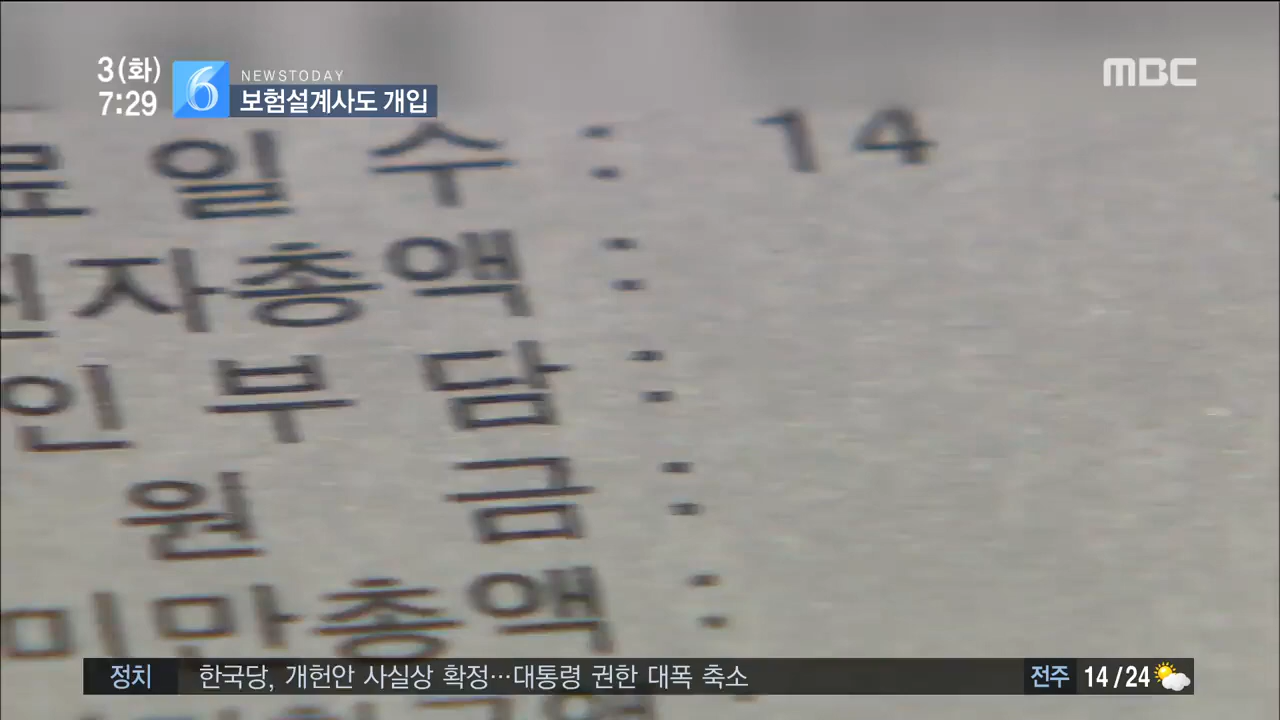 3(화)
7:29
6
NEWSTODAY
보험설계사도 개입
MBC
료 일 수 : 14
진자총액 :
인 부 담 :
원 금 :
미만총액 :
정치
한국당, 개헌안 사실상 확정…대통령 권한 대폭 축소
전주 14/24